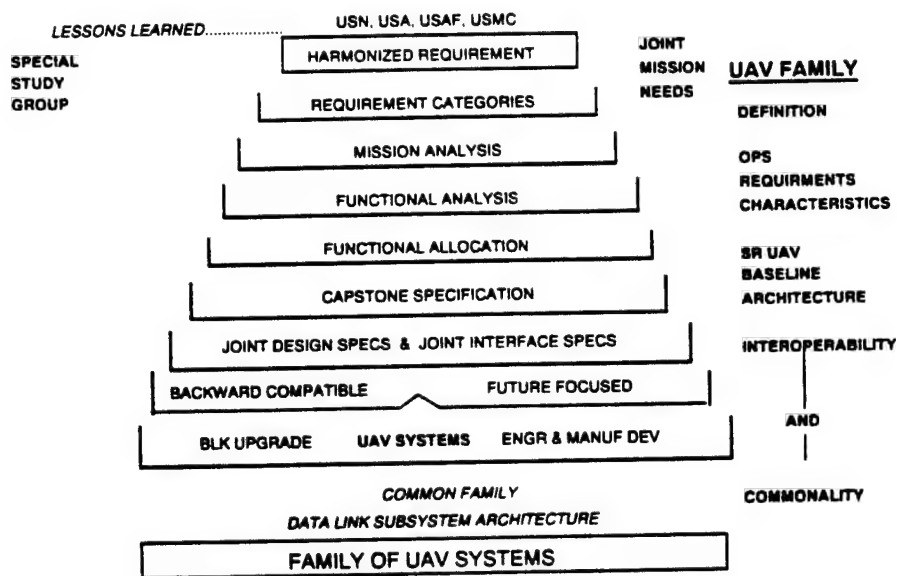 USN, USA, USAF, USMC
LESSONS LEARNED............
HARMONIZED REQUIREMENT
SPECIAL
STUDY
GROUP
JOINT
MISSION
NEEDS
UAV FAMILY
REQUIREMENT CATEGORIES
DEFINITION
MISSION ANALYSIS
OPS
REQUIRMENTS
CHARACTERISTICS
FUNCTIONAL ANALYSIS
FUNCTIONAL ALLOCATION
SR UAV
BASELINE
ARCHITECTURE
CAPSTONE SPECIFICATION
JOINT DESIGN SPECS & JOINT INTERFACE SPECS
INTEROPERABILITY
BACKWARD COMPATIBLE FUTURE FOCUSED
AND
BLK UPGRADE UAV SYSTEMS ENGR & MANUF DEV
COMMON FAMILY
COMMONALITY
DATA LINK SUBSYSTEM ARCHITECTURE
FAMILY OF UAV SYSTEMS